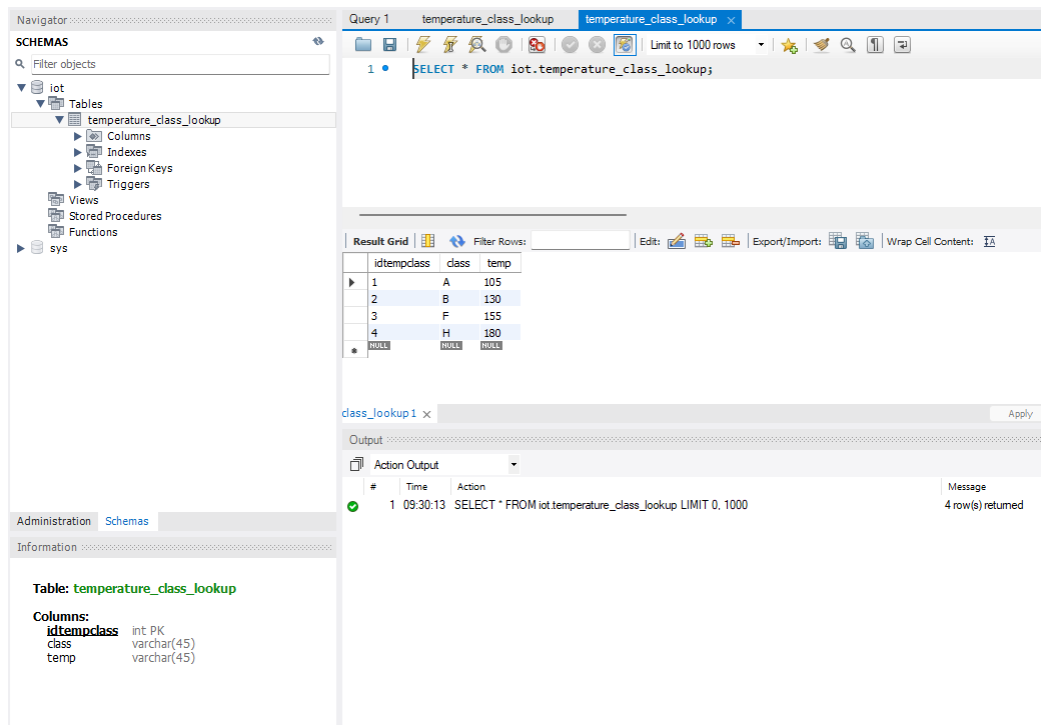 Navigator
SCHEMAS
Filter objects
iot
Tables
temperature_class_lookup
Columns
Indexes
Foreign Keys
Triggers
Views
Stored Procedures
Functions
sys
Administration Schemas
Information
Table: temperature_class_lookup
Columns:
idtempclass int PK
class varchar(45)
temp varchar(45)
Query 1 temperature_class_lookup temperature_class_lookup
Limit to 1000 rows
1 SELECT * FROM iot.temperature_class_lookup;
Result Grid Filter Rows: Edit: Export/Import: Wrap Cell Content:
idtempclass class temp
1 A 105
2 B 130
3 F 155
4 H 180
NULL NULL NULL
class_lookup 1 Apply
Output
Action Output
# Time Action Message
1 09:30:13 SELECT * FROM iot.temperature_class_lookup LIMIT 0, 1000 4 row(s) returned